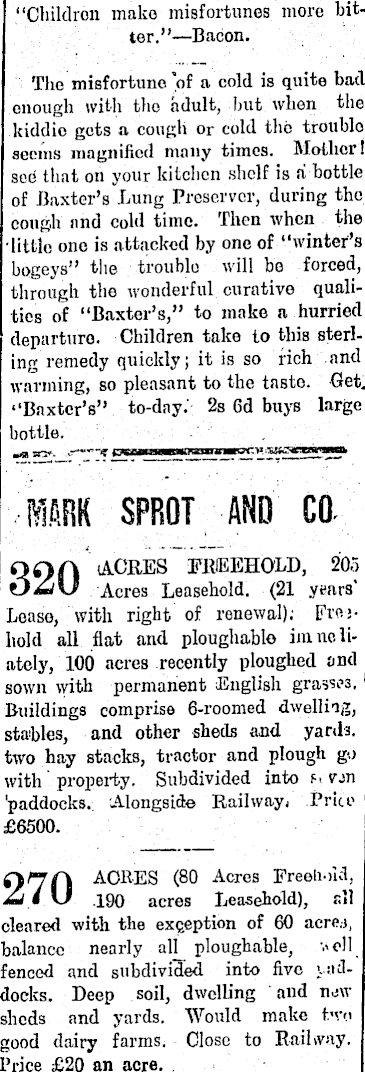 "Children make misfortunes more bit-
ter."—Bacon.
The misfortune of a cold is quite bad
enough with the adult, but when the
kiddie gets a cough or cold the trouble
seems magnified many times. Mother!
see that on your kitchen shelf is a bottle
of Baxter's Lung Preserver, during the
cough and cold time. Then when the
little one is attacked by one of "winter's
bogeys" the trouble will be forced,
through the wonderful curative quali-
ties of "Baxter's," to make a hurried
departure. Children take to this sterl-
ing remedy quickly; it is so rich and
warming, so pleasant to the taste. Get
"Baxter's" to-day. 2s 6d buys large
bottle.
MARK SPROT AND CO.
320 ACRES FREEHOLD, 205
Acres Leasehold. (21 years'
Lease, with right of renewal). Free-
hold all flat and ploughable immedi-
ately, 100 acres recently ploughed and
sown with permanent English grasses.
Buildings comprise 6-roomed dwelling,
stables, and other sheds and yards.
two hay stacks, tractor and plough go
with property. Subdivided into seven
paddocks. Alongside Railway. Price
£6500.
270 ACRES (80 Acres Freehold,
190 acres Leasehold), all
cleared with the exception of 60 acres,
balance nearly all ploughable, well
fenced and subdivided into five pad-
docks. Deep soil, dwelling and new
sheds and yards. Would make two
good dairy farms. Close to Railway.
Price £20 an acre.